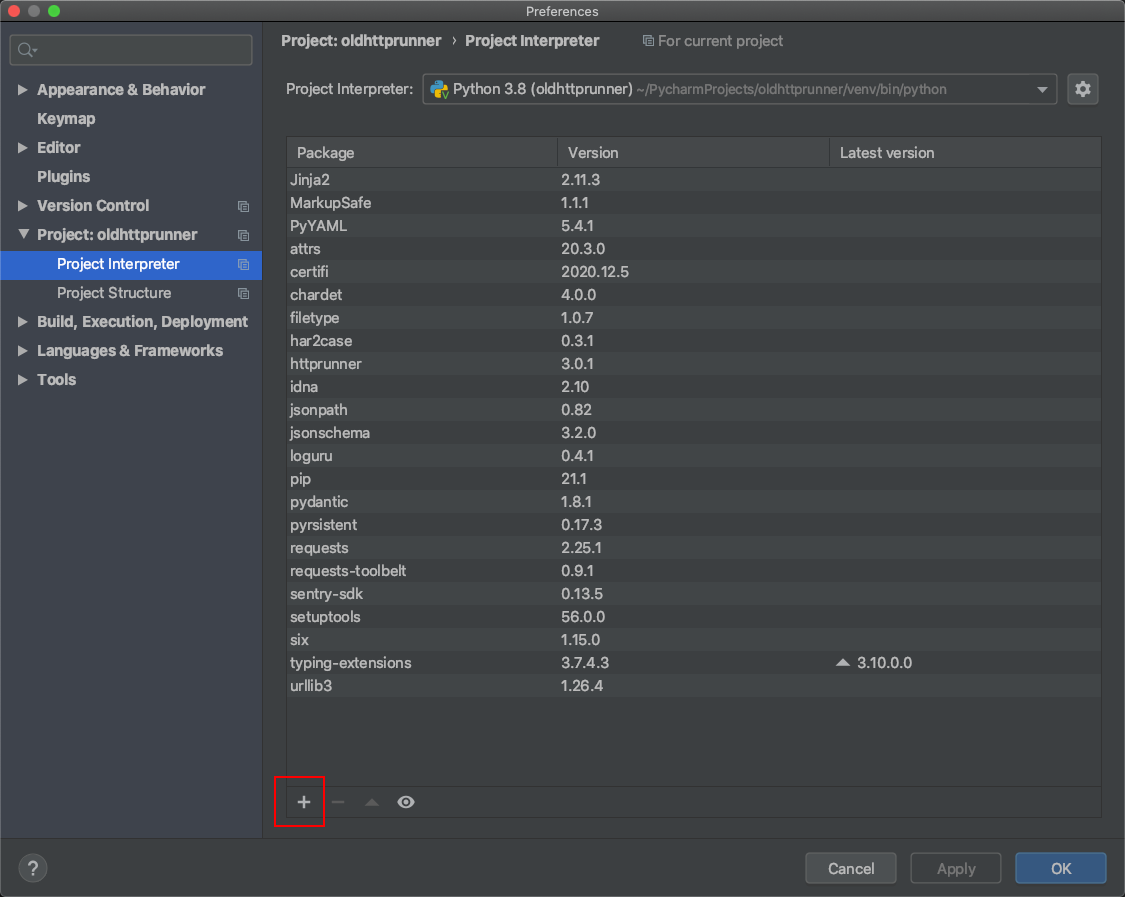 Preferences
Project: oldhttprunner › Project Interpreter For current project
Appearance & Behavior
Keymap
Editor
Plugins
Version Control
Project: oldhttprunner
Project Interpreter
Project Structure
Build, Execution, Deployment
Languages & Frameworks
Tools
Project Interpreter: Python 3.8 (oldhttprunner) ~/PycharmProjects/oldhttprunner/venv/bin/python
Package Version Latest version
Jinja2 2.11.3
MarkupSafe 1.1.1
PyYAML 5.4.1
attrs 20.3.0
certifi 2020.12.5
chardet 4.0.0
filetype 1.0.7
har2case 0.3.1
httprunner 3.0.1
idna 2.10
jsonpath 0.82
jsonschema 3.2.0
loguru 0.4.1
pip 21.1
pydantic 1.8.1
pyrsistent 0.17.3
requests 2.25.1
requests-toolbelt 0.9.1
sentry-sdk 0.13.5
setuptools 56.0.0
six 1.15.0
typing-extensions 3.7.4.3 3.10.0.0
urllib3 1.26.4
? Cancel Apply OK